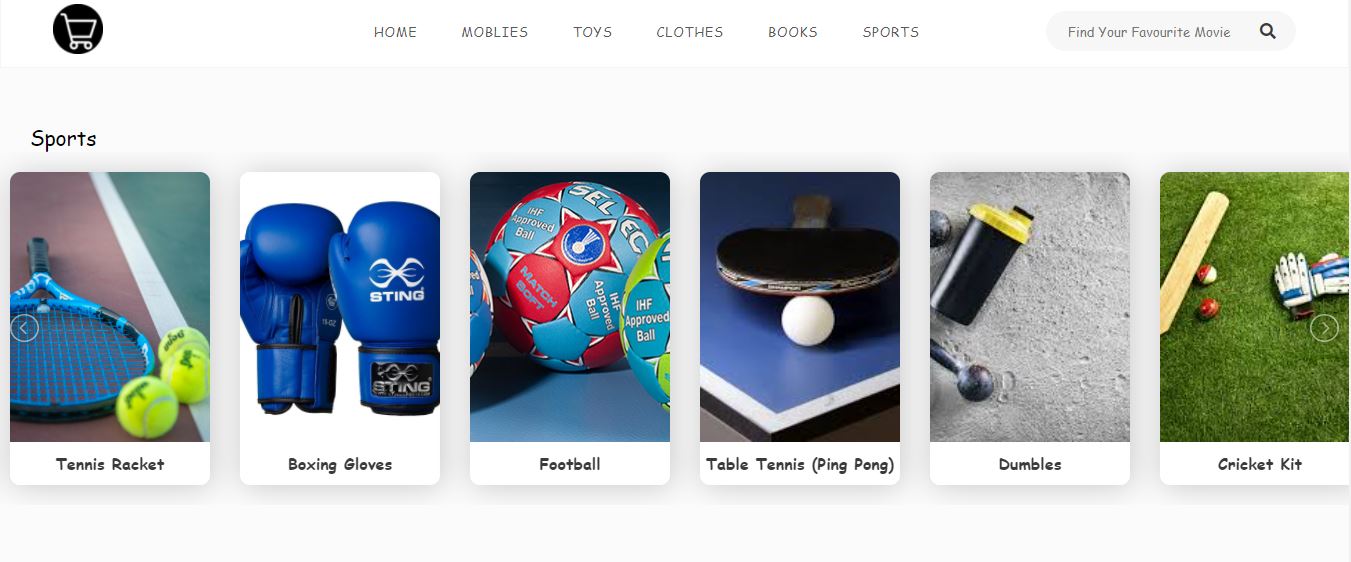 HOME MOBLIES TOYS CLOTHES BOOKS SPORTS
Find Your Favourite Movie
Sports
STING
STING
SELEC
IHF
Approved
Ball
MATCH
SOFT
IHF
Approved
Ball
IHF
Approved
Ball
Tennis Racket
Boxing Gloves
Football
Table Tennis (Ping Pong)
Dumbles
Cricket Kit